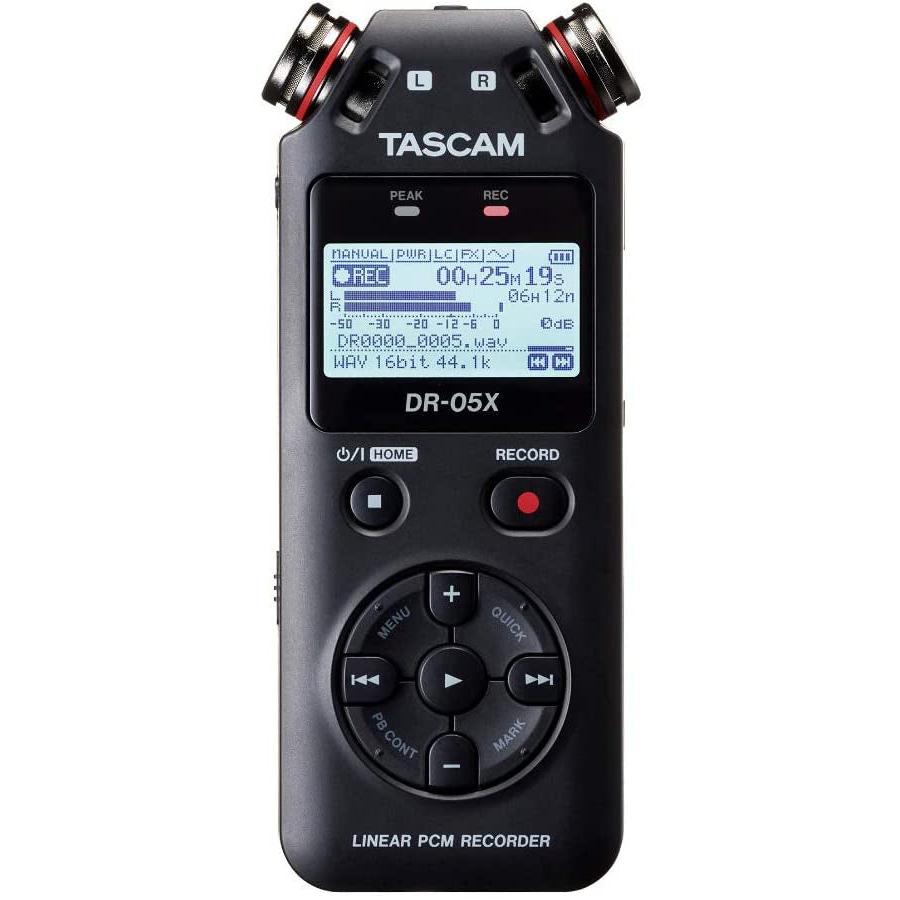 L R
TASCAM
PEAK REC
MANUAL|PWR|LC|FX|
REC 00H25M19s
L 06H12m
R
-50 -30 -20 -12 -6 0 0dB
DR0000_0005.wav
WAV 16bit 44.1k
DR-05X
HOME RECORD
+
MENU QUICK
PB CONT MARK
−
LINEAR PCM RECORDER